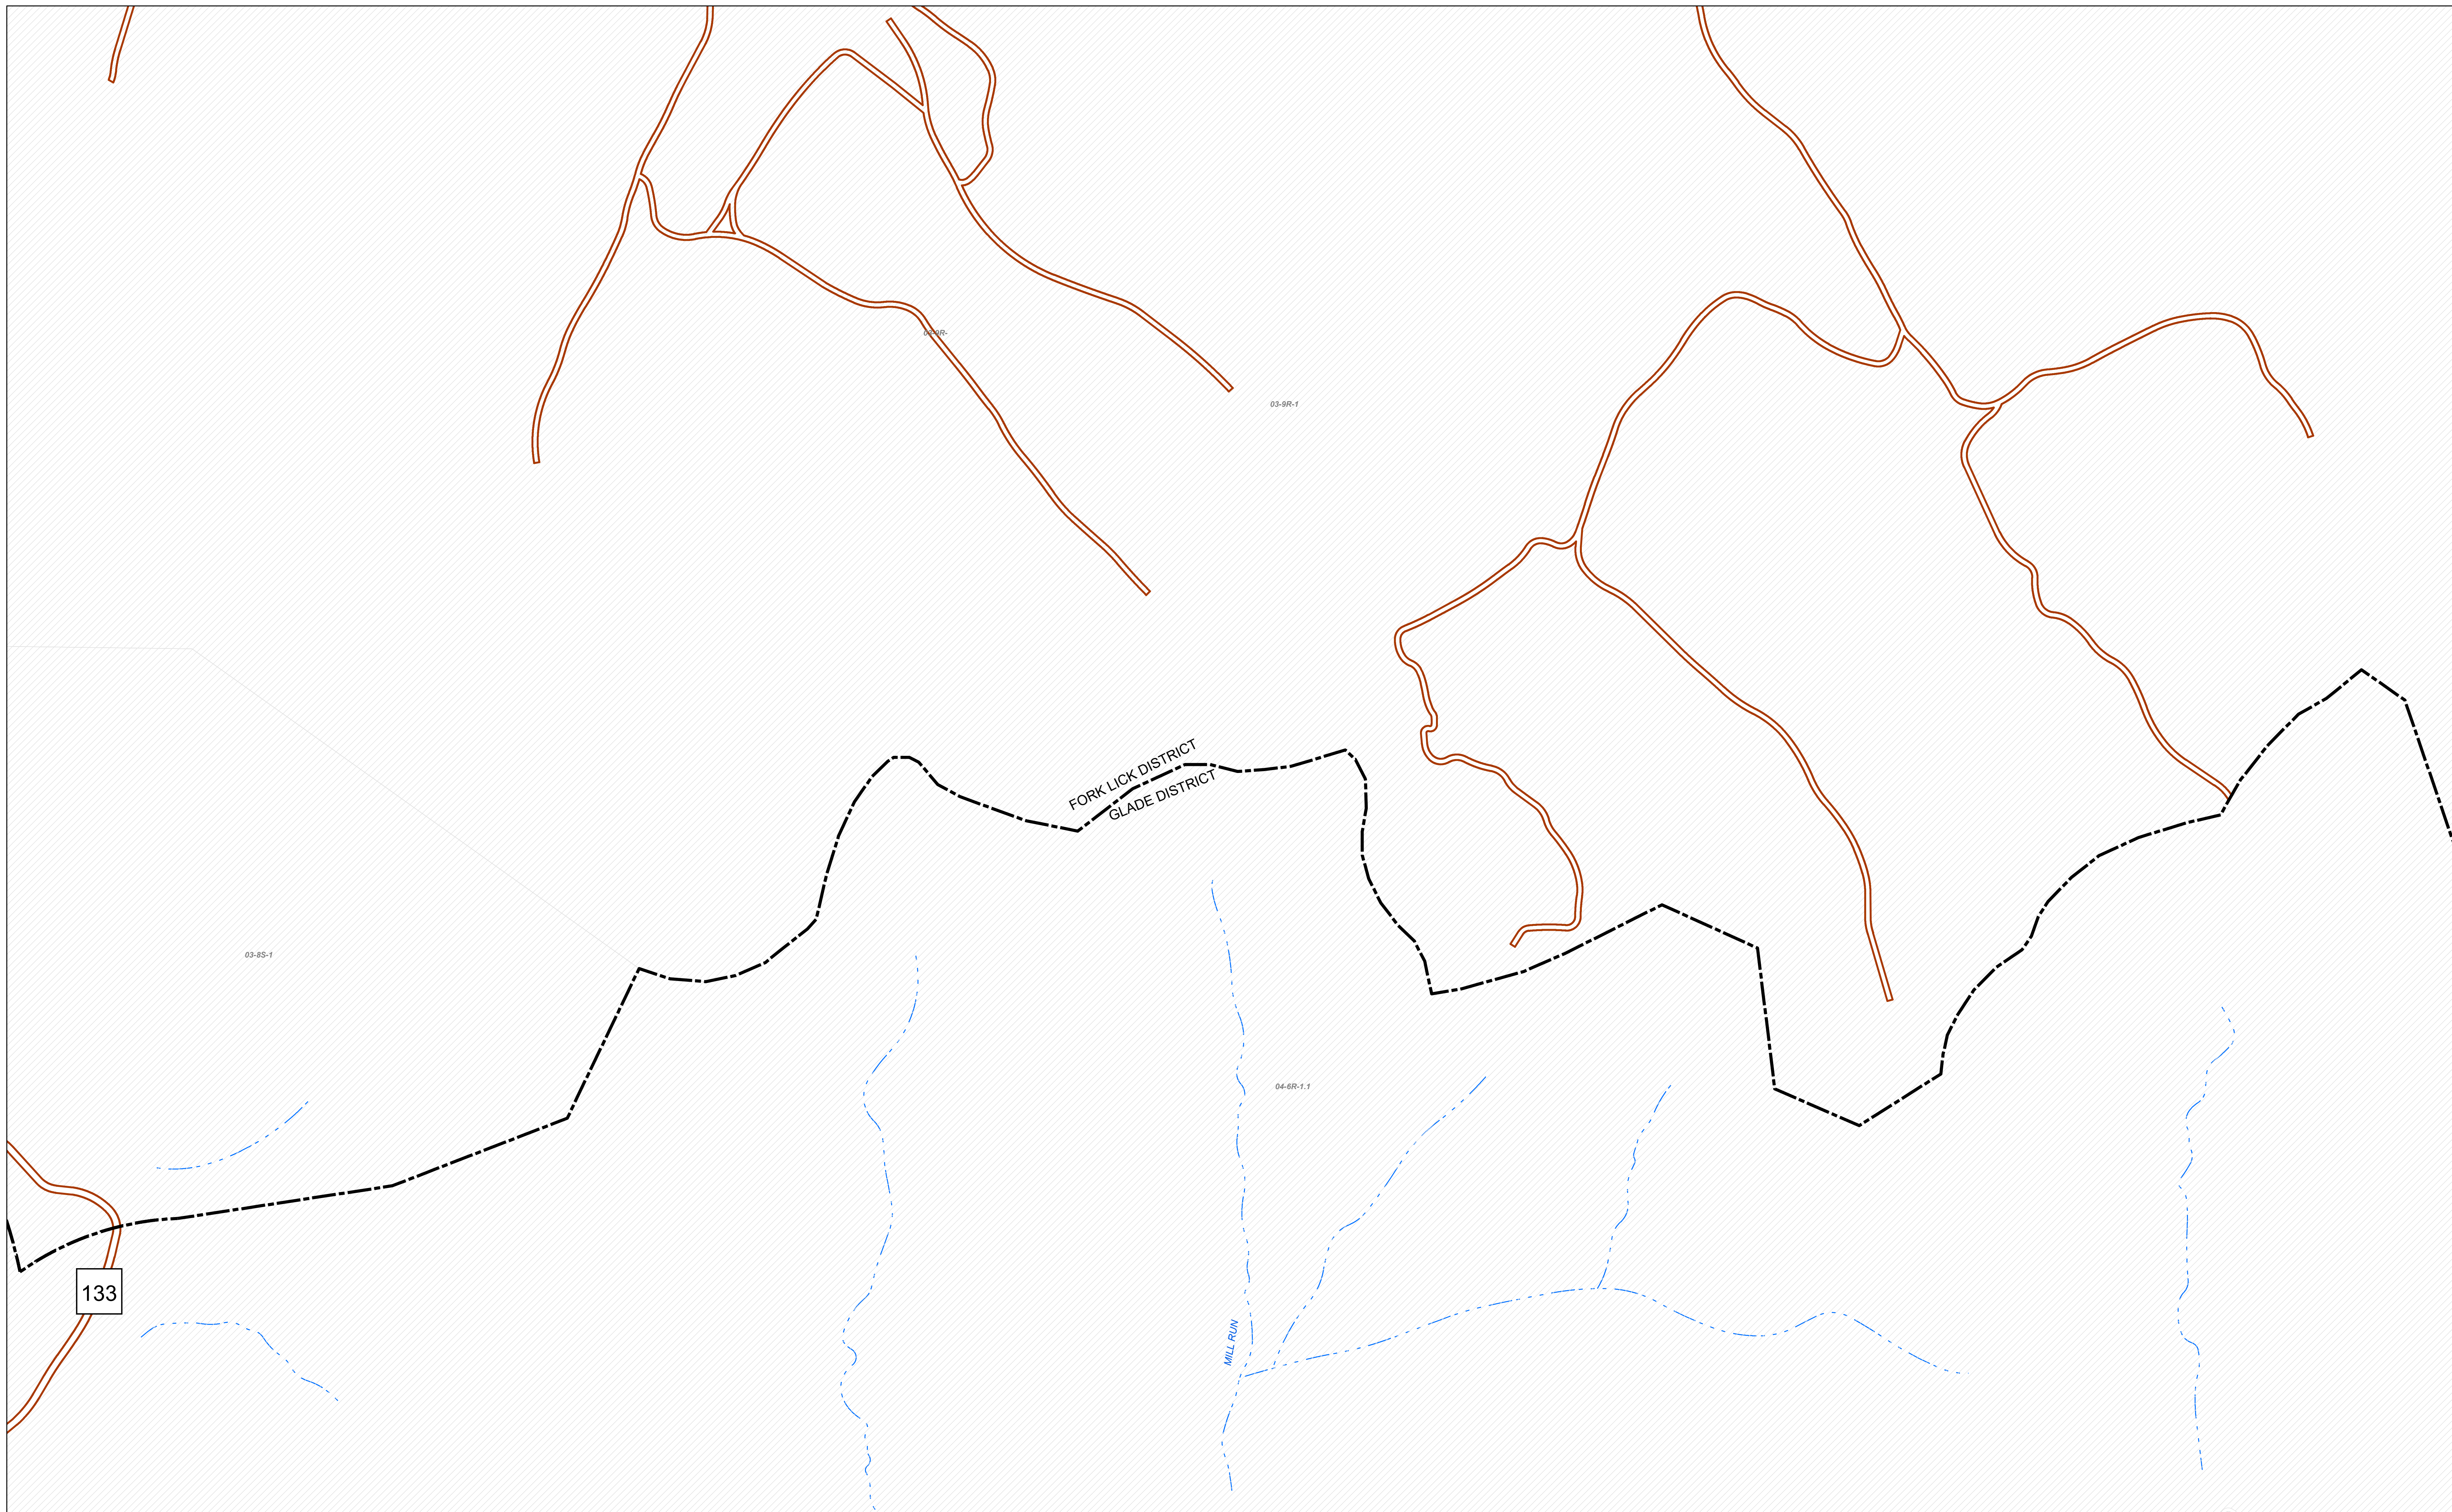 03-9R-1
FORK LICK DISTRICT
GLADE DISTRICT
03-8S-1
04-6R-1.1
133
MILL RUN